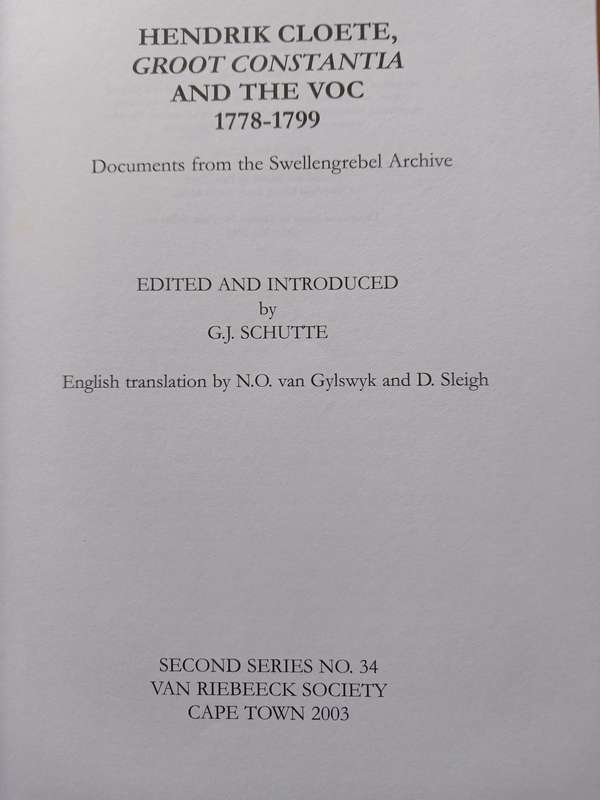 HENDRIK CLOETE,
GROOT CONSTANTIA
AND THE VOC
1778-1799
Documents from the Swellengrebel Archive
EDITED AND INTRODUCED
by
G.J. SCHUTTE
English translation by N.O. van Gylswyk and D. Sleigh
SECOND SERIES NO. 34
VAN RIEBEECK SOCIETY
CAPE TOWN 2003